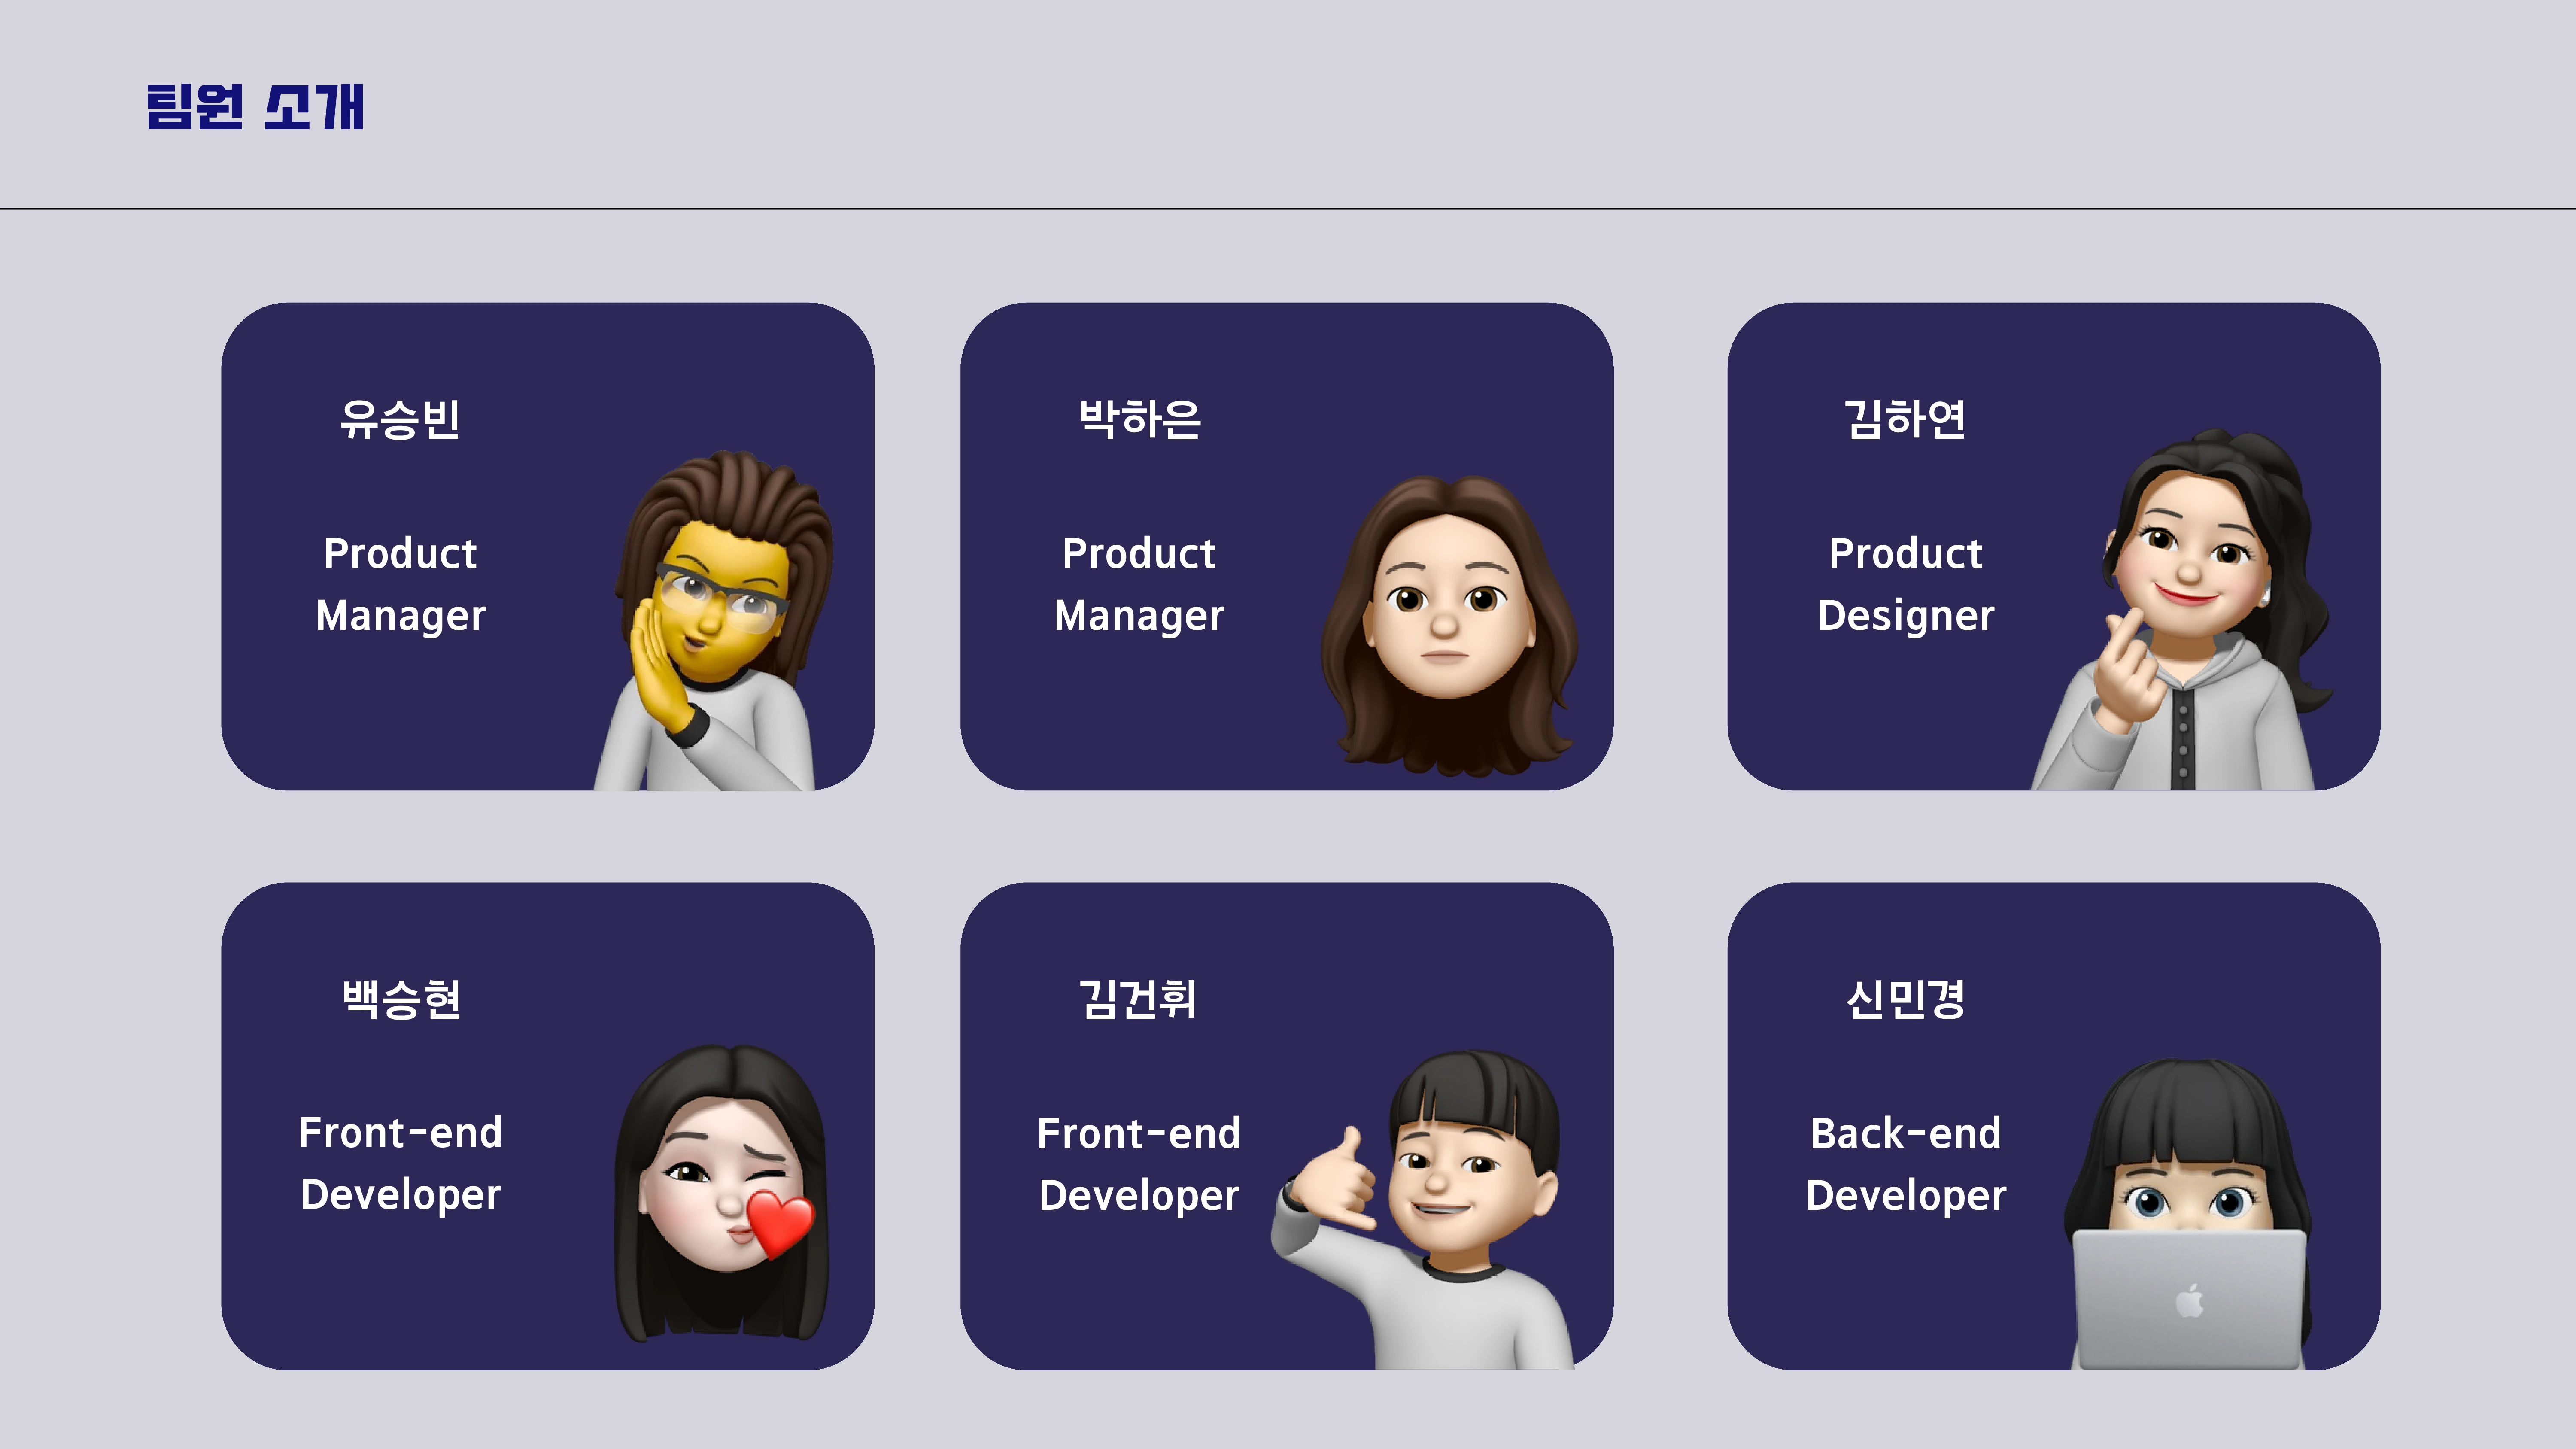 팀원 소개
유승빈
Product
Manager
박하은
Product
Manager
김하연
Product
Designer
백승현
Front-end
Developer
김건휘
Front-end
Developer
신민경
Back-end
Developer